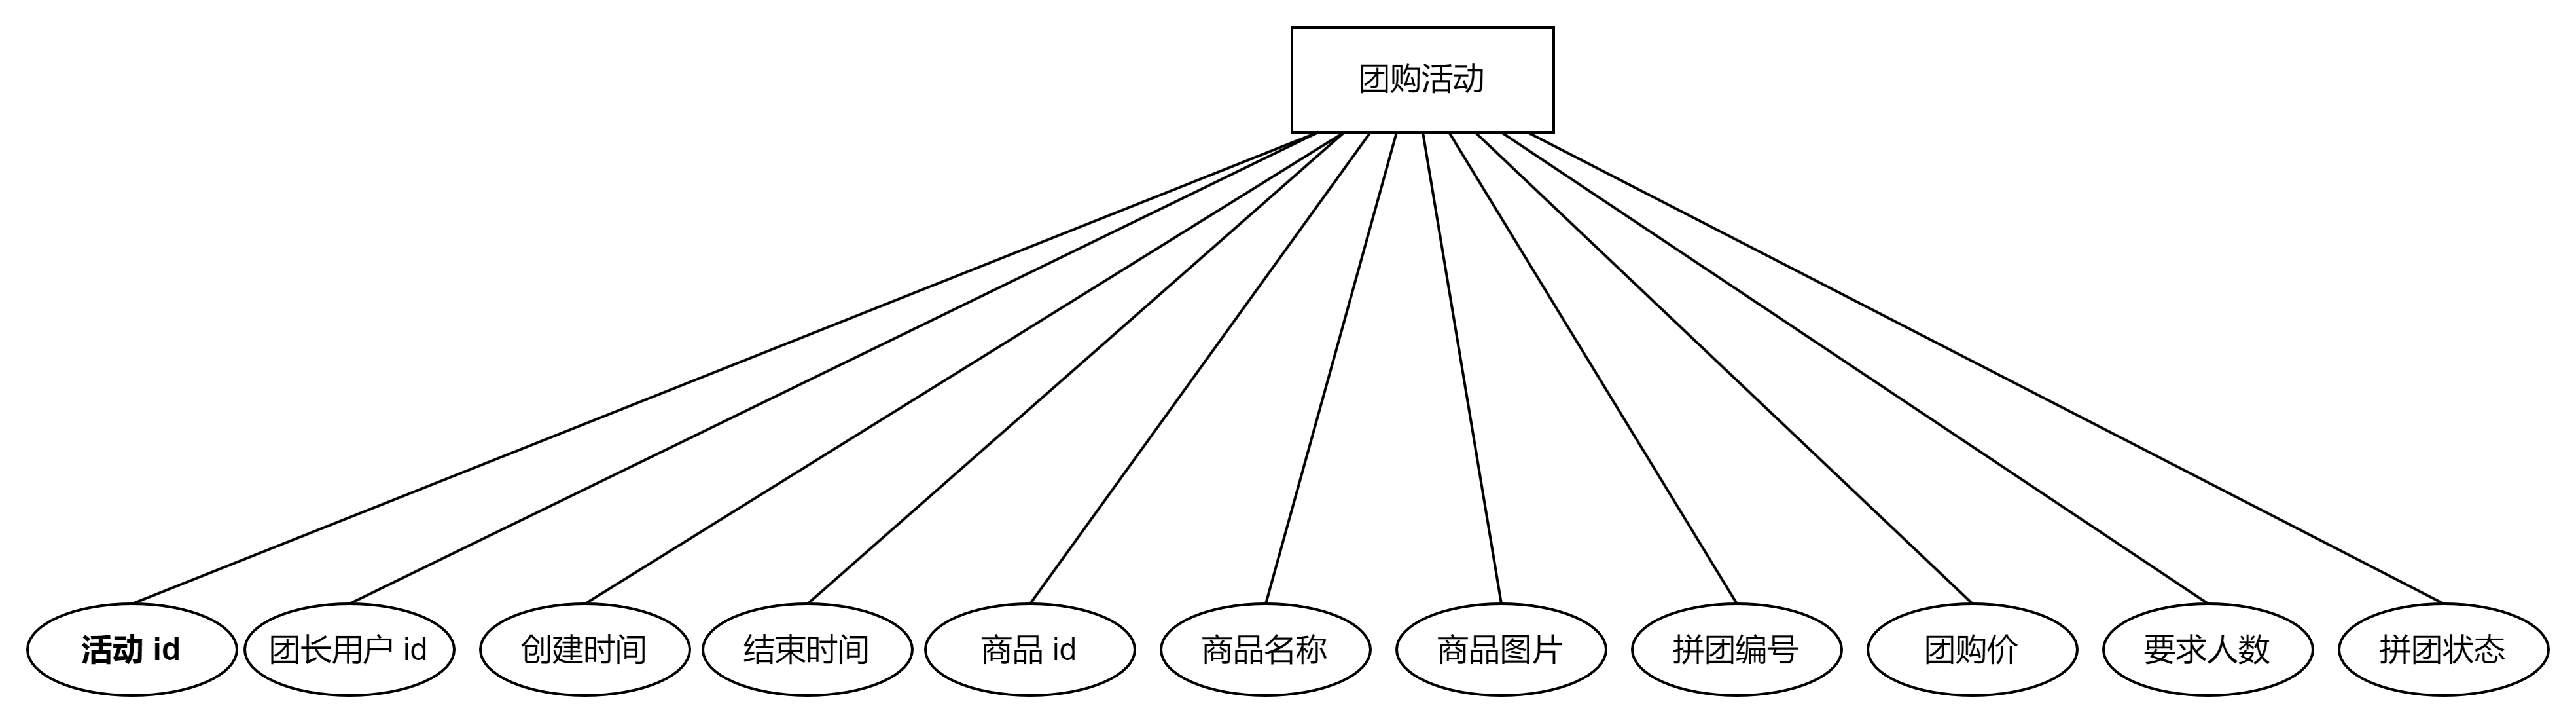 团购活动
活动 id
团长用户 id
创建时间
结束时间
商品 id
商品名称
商品图片
拼团编号
团购价
要求人数
拼团状态